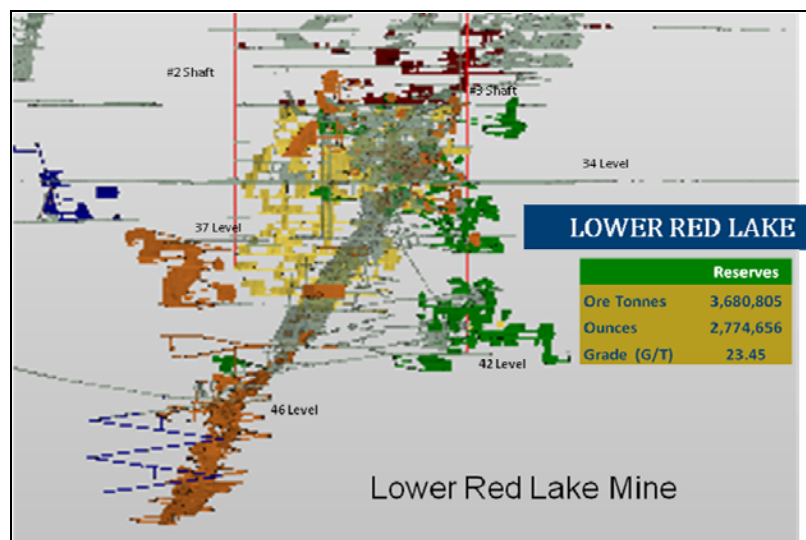 #2 Shaft
#3 Shaft
34 Level
37 Level
LOWER RED LAKE
Reserves
Ore Tonnes 3,680,805
Ounces 2,774,656
Grade (G/T) 23.45
42 Level
46 Level
Lower Red Lake Mine